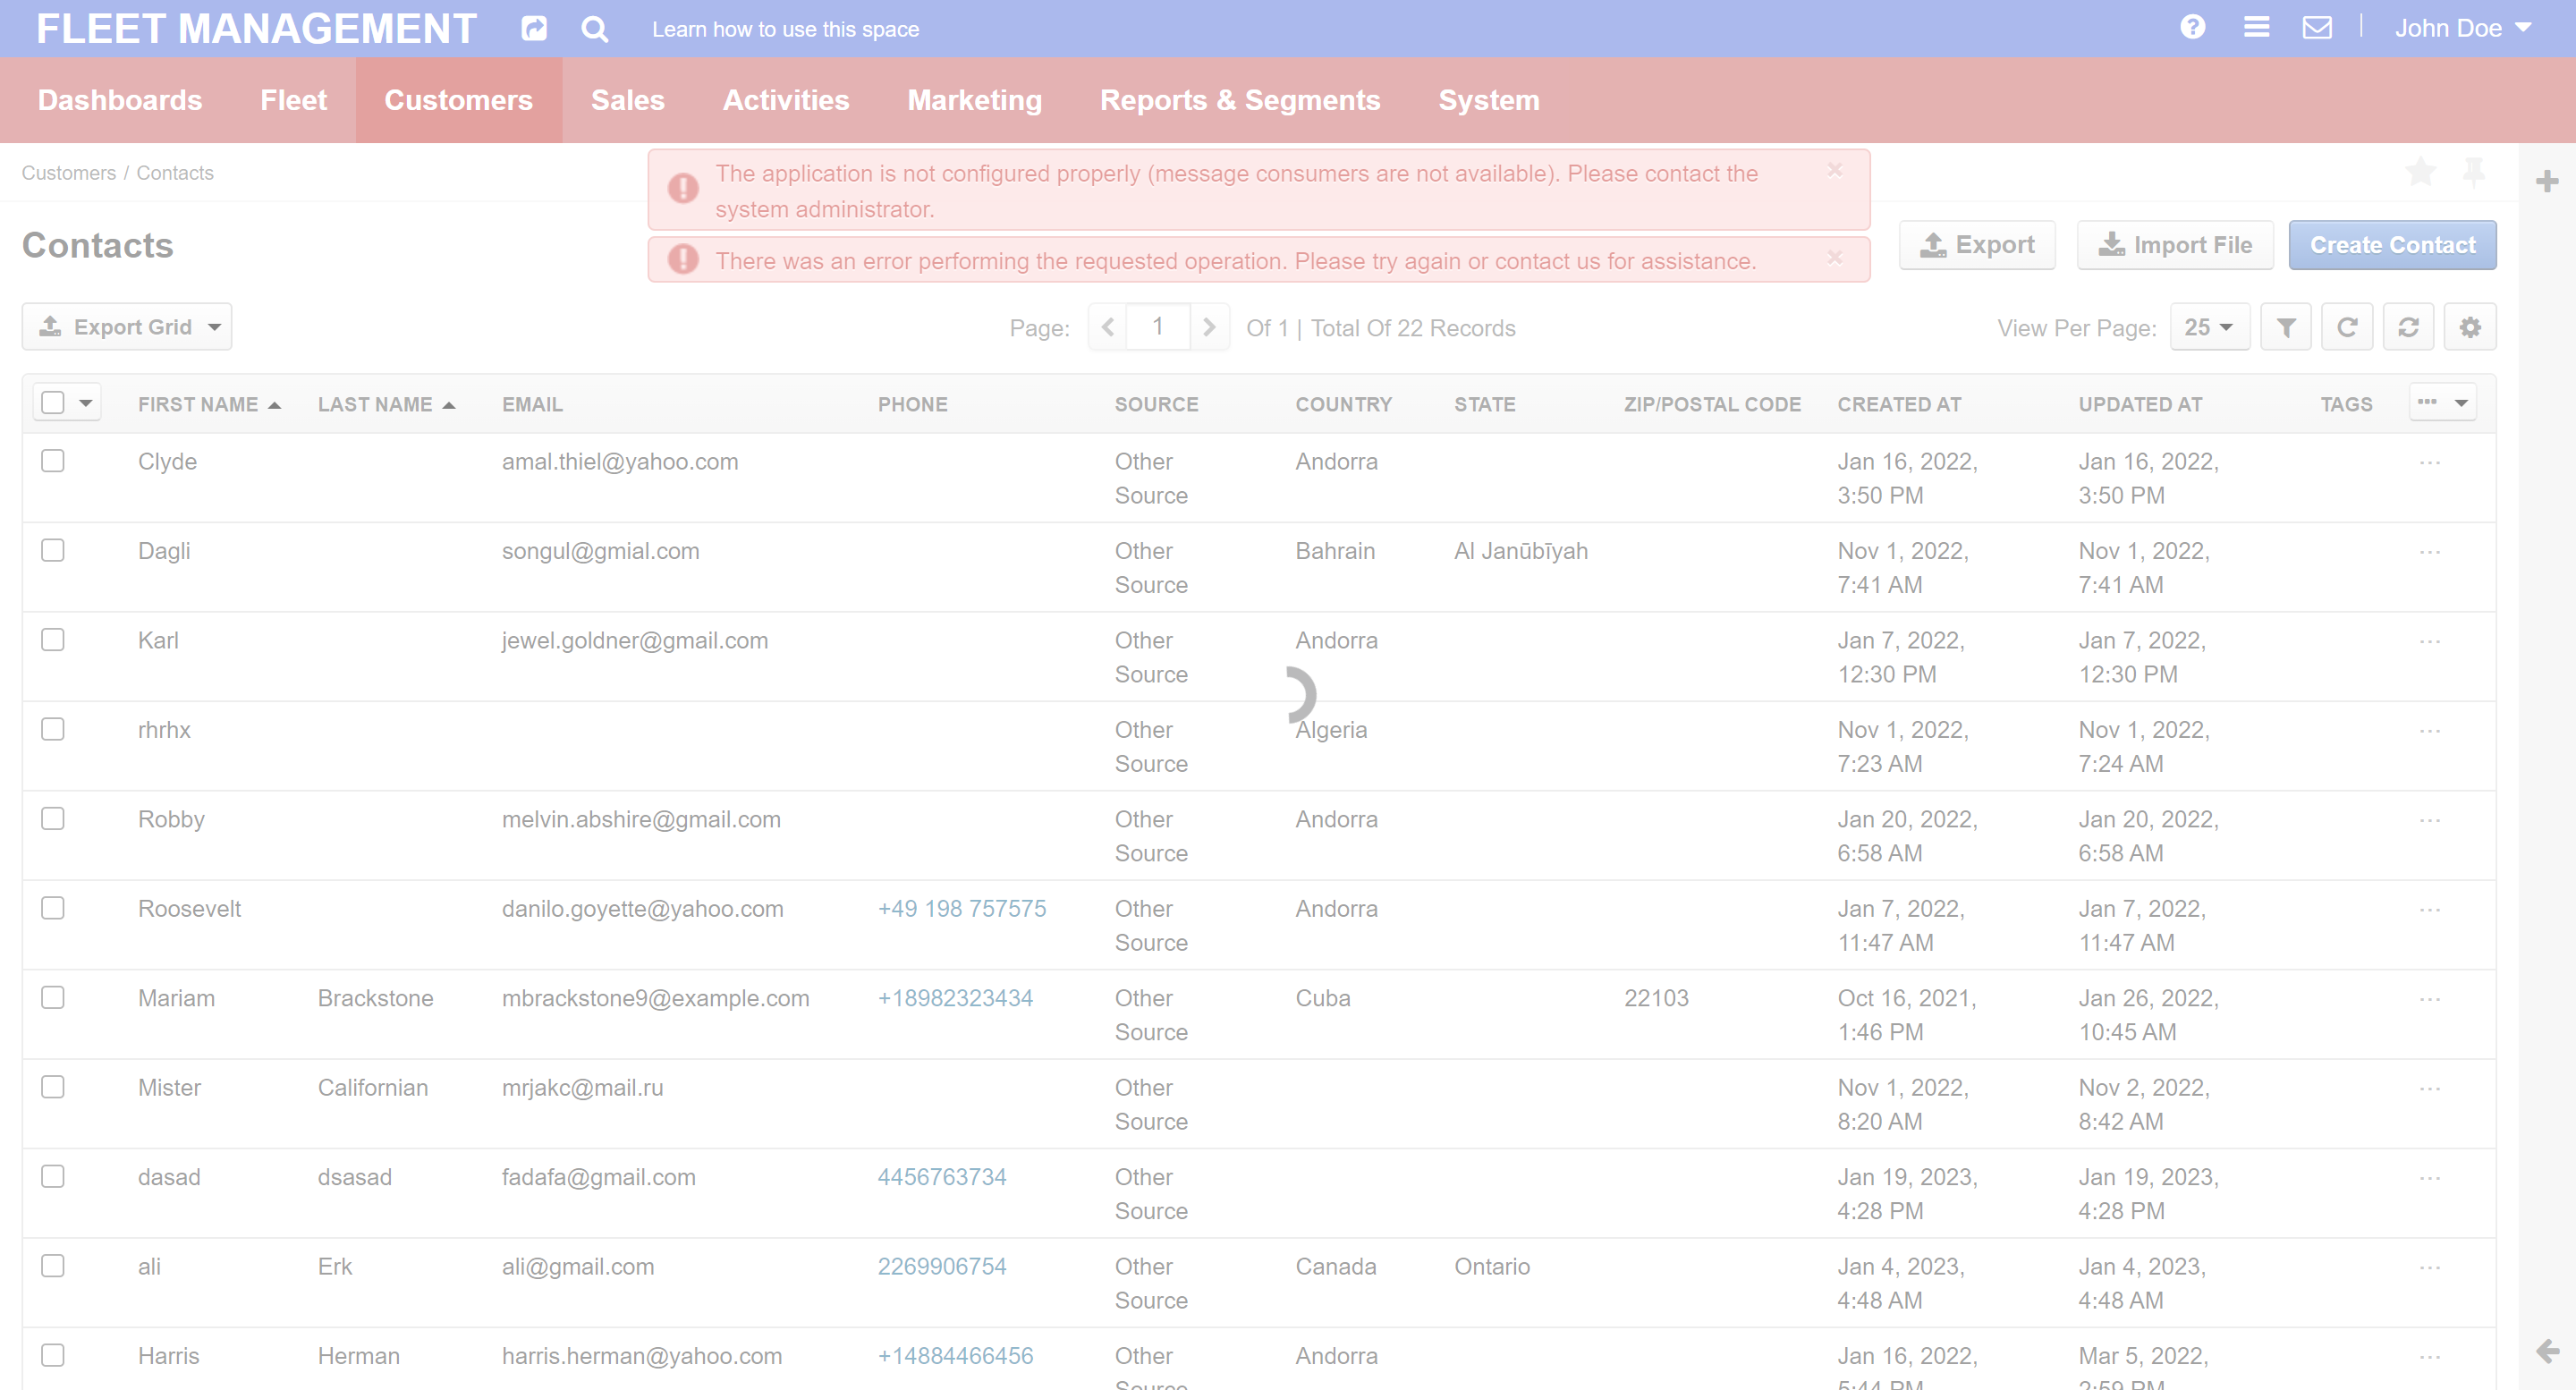 FLEET MANAGEMENT Learn how to use this space John Doe
Dashboards Fleet Customers Sales Activities Marketing Reports & Segments System
Customers / Contacts
The application is not configured properly (message consumers are not available). Please contact the
system administrator.
There was an error performing the requested operation. Please try again or contact us for assistance.
Contacts Export Import File Create Contact
Export Grid Page: 1 Of 1 | Total Of 22 Records View Per Page: 25
FIRST NAME LAST NAME EMAIL PHONE SOURCE COUNTRY STATE ZIP/POSTAL CODE CREATED AT UPDATED AT TAGS
Clyde amal.thiel@yahoo.com Other Andorra Jan 16, 2022, Jan 16, 2022,
Source 3:50 PM 3:50 PM
Dagli songul@gmial.com Other Bahrain Al Janūbīyah Nov 1, 2022, Nov 1, 2022,
Source 7:41 AM 7:41 AM
Karl jewel.goldner@gmail.com Other Andorra Jan 7, 2022, Jan 7, 2022,
Source 12:30 PM 12:30 PM
rhrhx Other Algeria Nov 1, 2022, Nov 1, 2022,
Source 7:23 AM 7:24 AM
Robby melvin.abshire@gmail.com Other Andorra Jan 20, 2022, Jan 20, 2022,
Source 6:58 AM 6:58 AM
Roosevelt danilo.goyette@yahoo.com +49 198 757575 Other Andorra Jan 7, 2022, Jan 7, 2022,
Source 11:47 AM 11:47 AM
Mariam Brackstone mbrackstone9@example.com +18982323434 Other Cuba 22103 Oct 16, 2021, Jan 26, 2022,
Source 1:46 PM 10:45 AM
Mister Californian mrjakc@mail.ru Other Nov 1, 2022, Nov 2, 2022,
Source 8:20 AM 8:42 AM
dasad dsasad fadafa@gmail.com 4456763734 Other Jan 19, 2023, Jan 19, 2023,
Source 4:28 PM 4:28 PM
ali Erk ali@gmail.com 2269906754 Other Canada Ontario Jan 4, 2023, Jan 4, 2023,
Source 4:48 AM 4:48 AM
Harris Herman harris.herman@yahoo.com +14884466456 Other Andorra Jan 16, 2022, Mar 5, 2022,
Source 5:44 PM 2:59 PM